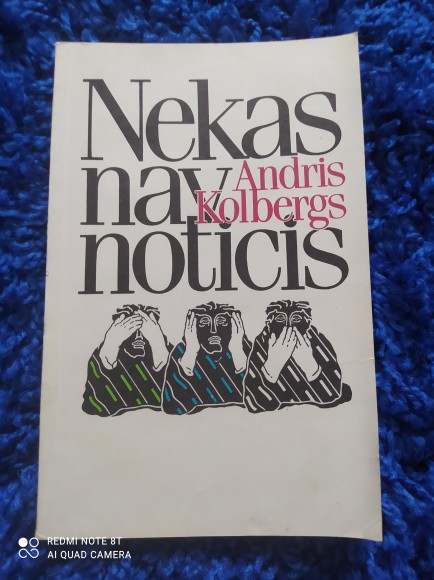 Nekas
nav
Andris
Kolbergs
noticis
REDMI NOTE 8T
AI QUAD CAMERA